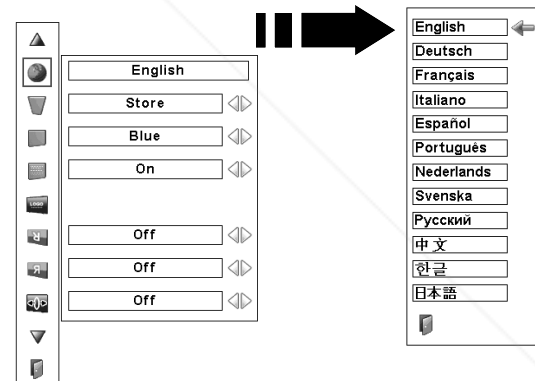 English
Store
Blue
On
LOGO
R
R
Off
Off
Off
English
Deutsch
Français
Italiano
Español
Português
Nederlands
Svenska
Русский
中文
한글
日本語